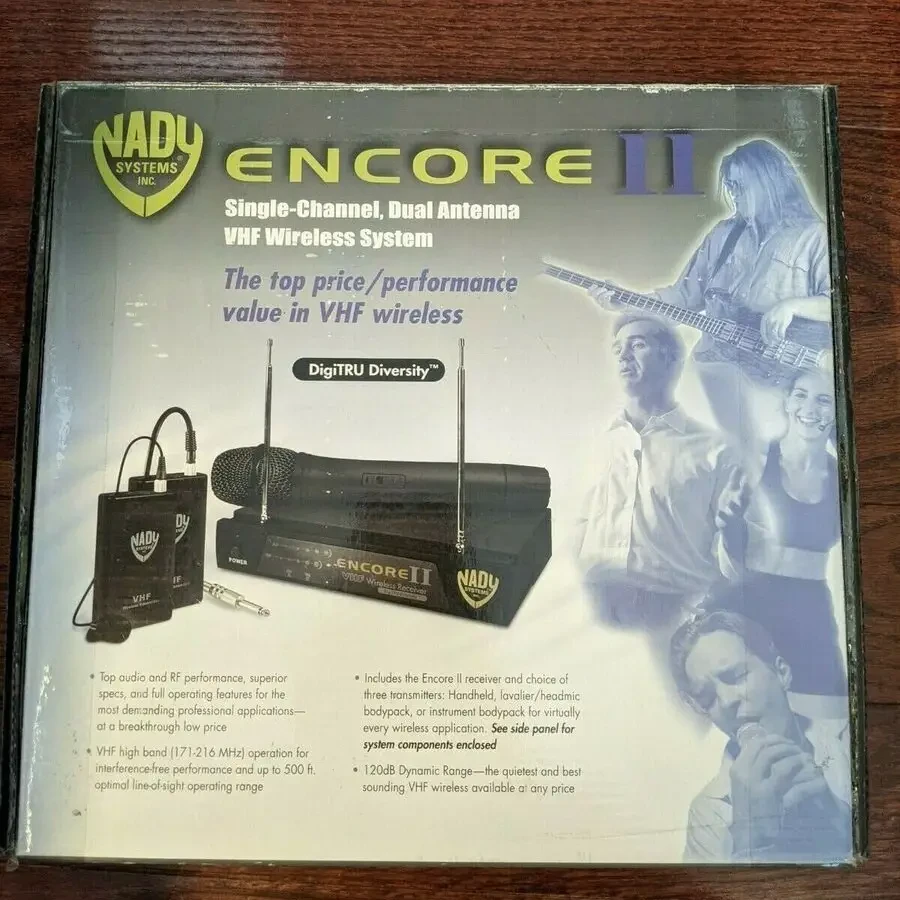 NADY
SYSTEMS®
INC.
ENCORE II
Single-Channel, Dual Antenna
VHF Wireless System
The top price/performance
value in VHF wireless
DigiTRU Diversity™
NADY
SYSTEMS
VHF
POWER
ENCORE II
VHF Wireless Receiver
NADY
SYSTEMS
INC.
• Top audio and RF performance, superior
specs, and full operating features for the
most demanding professional applications—
at a breakthrough low price
• VHF high band (171-216 MHz) operation for
interference-free performance and up to 500 ft.
optimal line-of-sight operating range
• Includes the Encore II receiver and choice of
three transmitters: Handheld, lavalier/headmic
bodypack, or instrument bodypack for virtually
every wireless application. See side panel for
system components enclosed
• 120dB Dynamic Range—the quietest and best
sounding VHF wireless available at any price